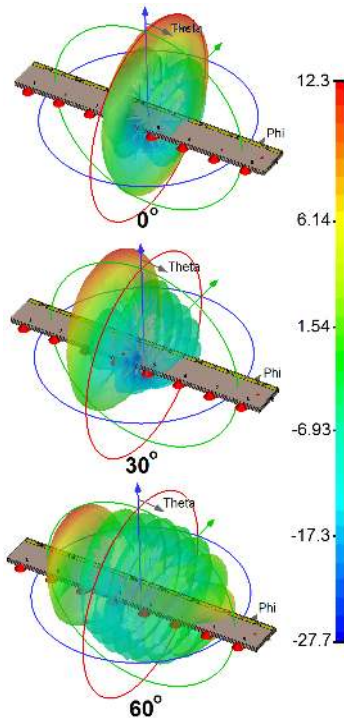 Theta
Phi
0°
Theta
Phi
30°
Theta
Phi
60°
12.3
6.14
1.54
-6.93
-17.3
-27.7